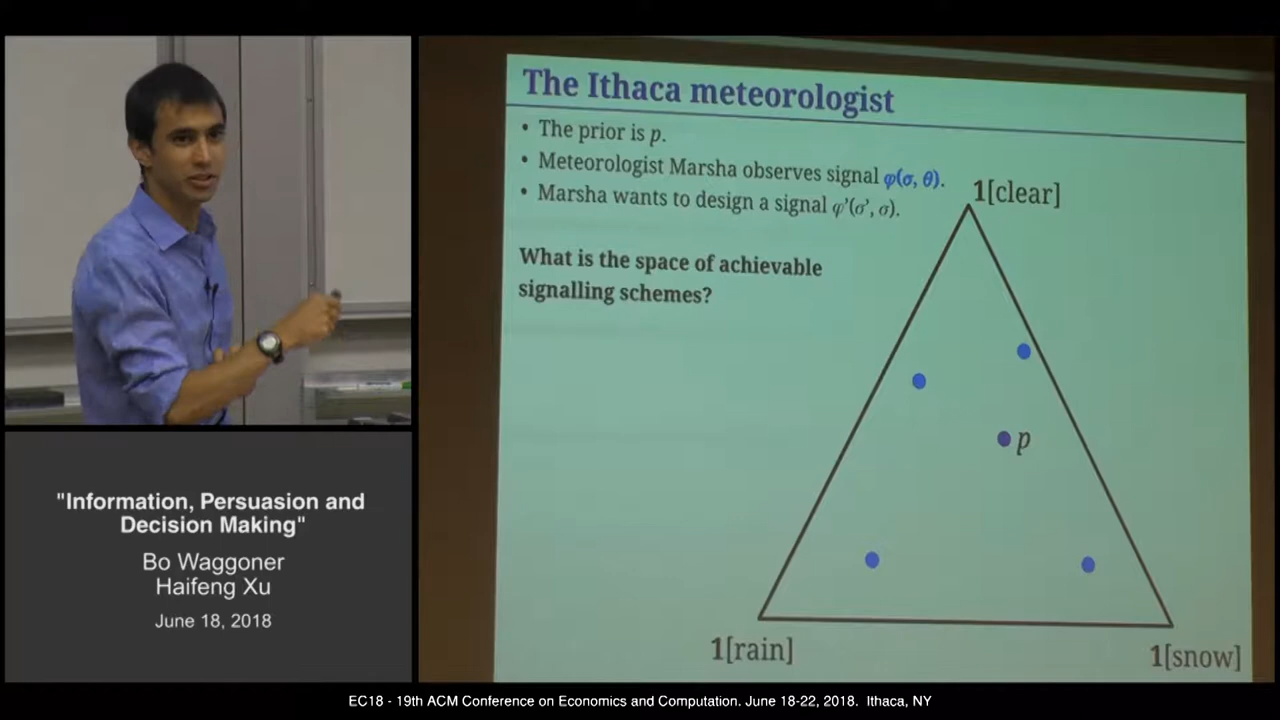 The Ithaca meteorologist
• The prior is p.
• Meteorologist Marsha observes signal φ(σ, θ).
• Marsha wants to design a signal φ’(σ’, σ).
1[clear]
What is the space of achievable
signalling schemes?
p
1[rain]
1[snow]
"Information, Persuasion and
Decision Making"
Bo Waggoner
Haifeng Xu
June 18, 2018
EC18 - 19th ACM Conference on Economics and Computation. June 18-22, 2018. Ithaca, NY